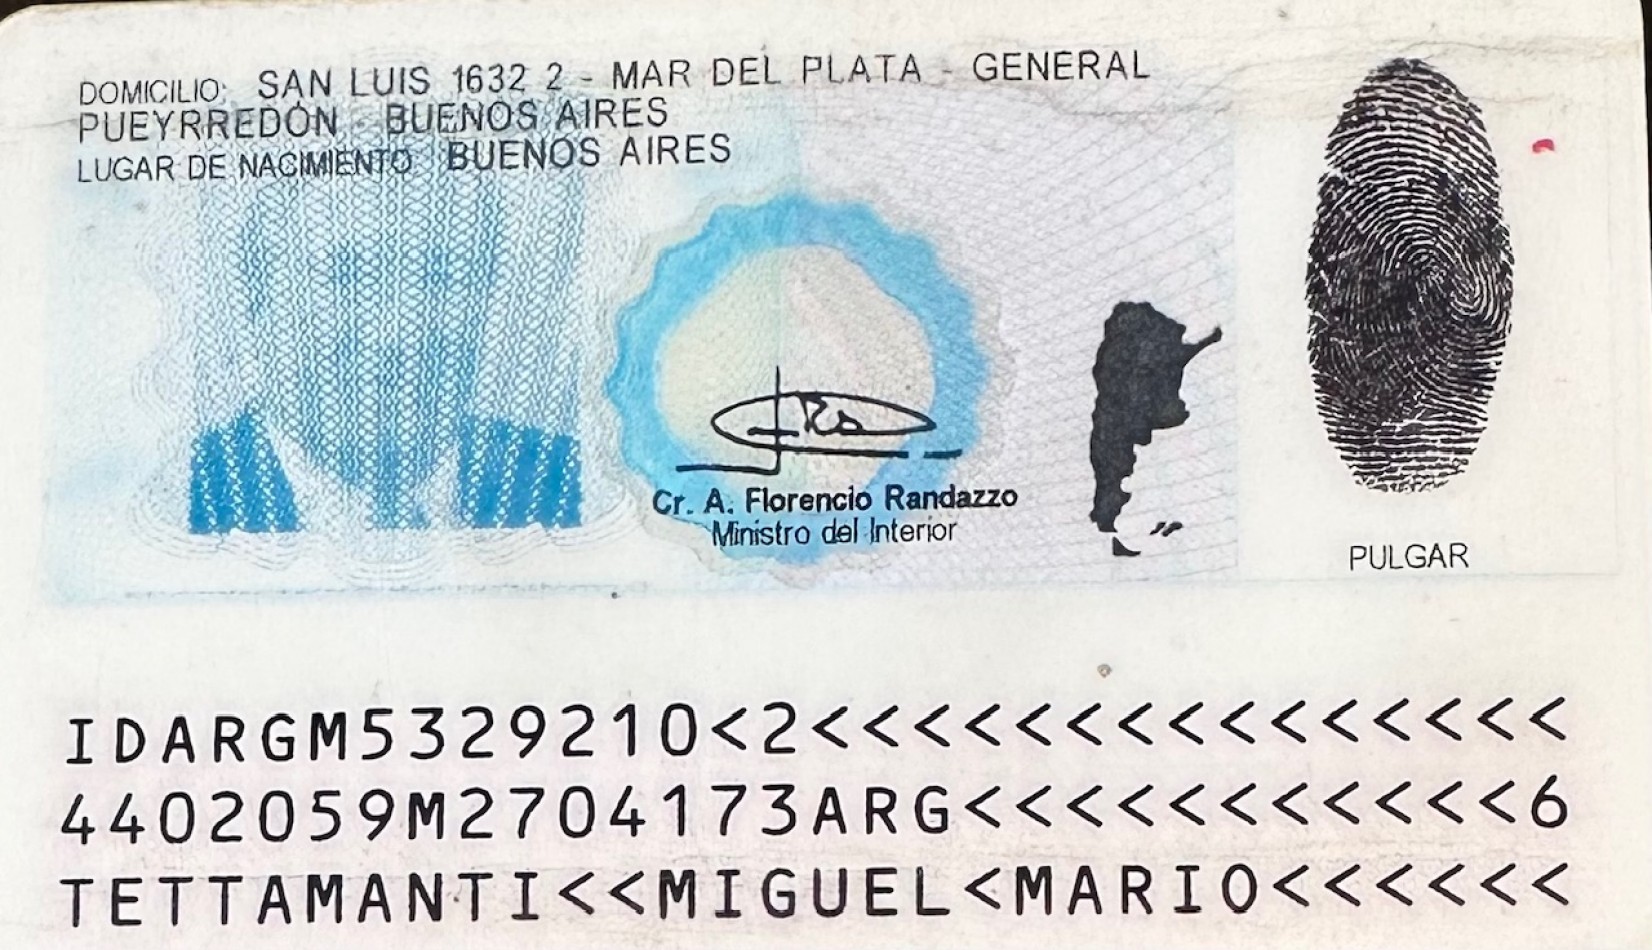 DOMICILIO: SAN LUIS 1632 2 - MAR DEL PLATA - GENERAL
PUEYRREDÓN - BUENOS AIRES
LUGAR DE NACIMIENTO BUENOS AIRES
Cr. A. Florencio Randazzo
Ministro del Interior
PULGAR
IDARGM5329210<2<<<<<<<<<<<<<<<<
4402059M2704173ARG<<<<<<<<<<<<6
TETTAMANTI<<MIGUEL<MARIO<<<<<<